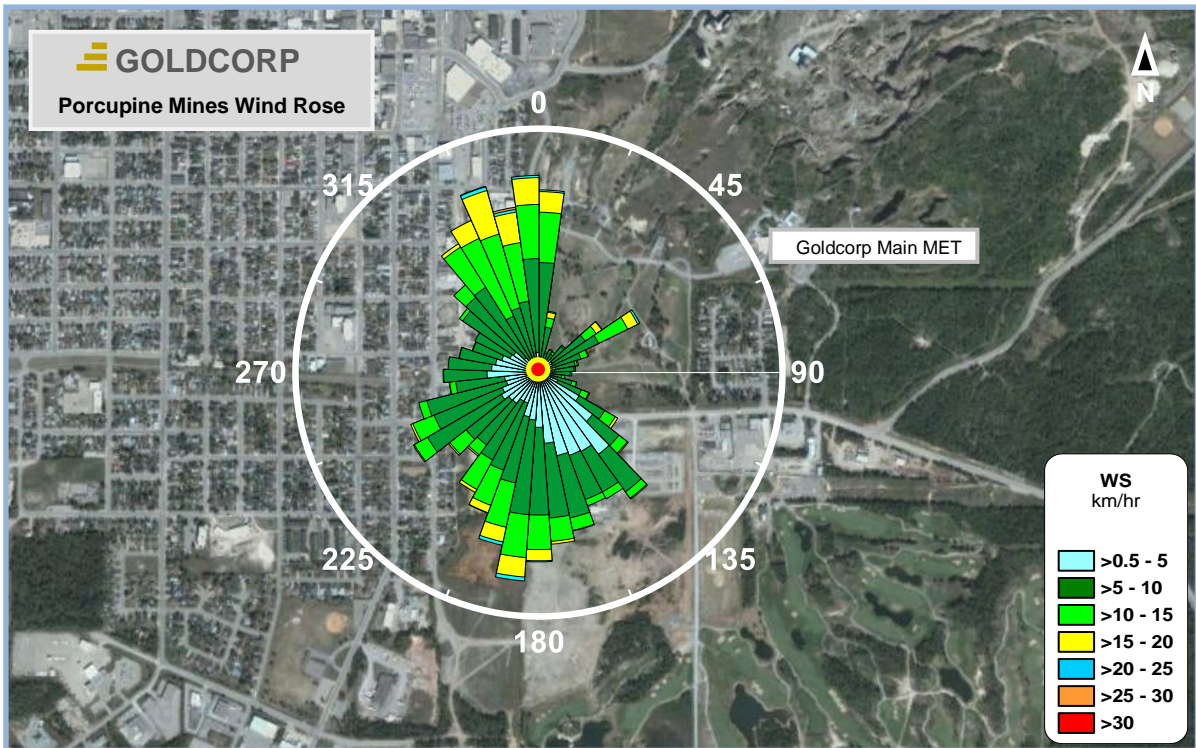 GOLDCORP
Porcupine Mines Wind Rose
N
0
315
45
Goldcorp Main MET
270
90
225
135
180
WS
km/hr
>0.5 - 5
>5 - 10
>10 - 15
>15 - 20
>20 - 25
>25 - 30
>30